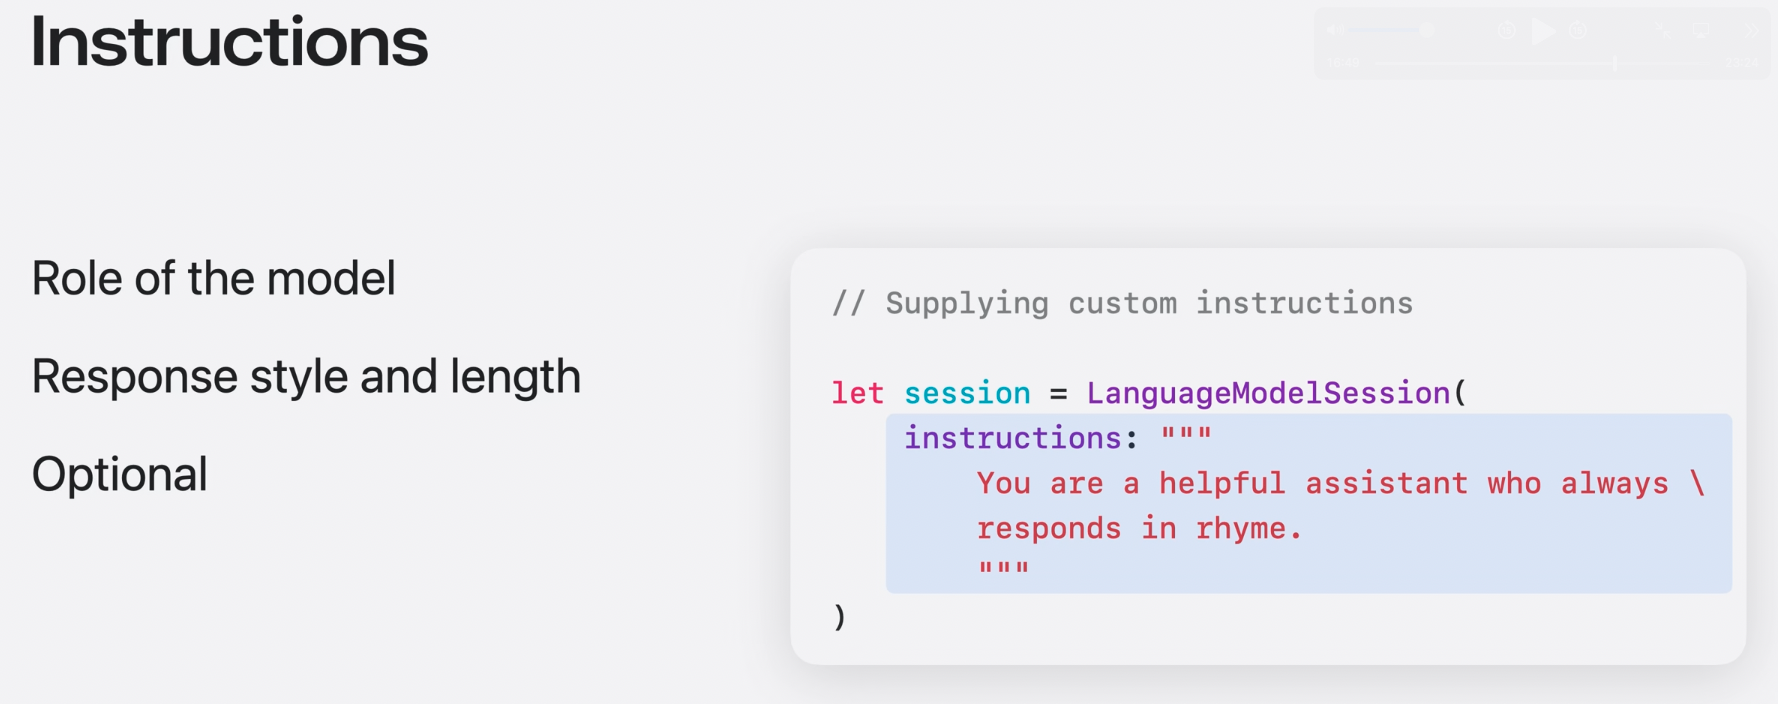 Instructions
Role of the model
Response style and length
Optional
// Supplying custom instructions
let session = LanguageModelSession(
instructions: """
You are a helpful assistant who always \
responds in rhyme.
"""
)